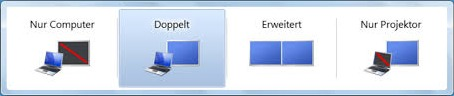 Nur Computer
Doppelt
Erweitert
Nur Projektor